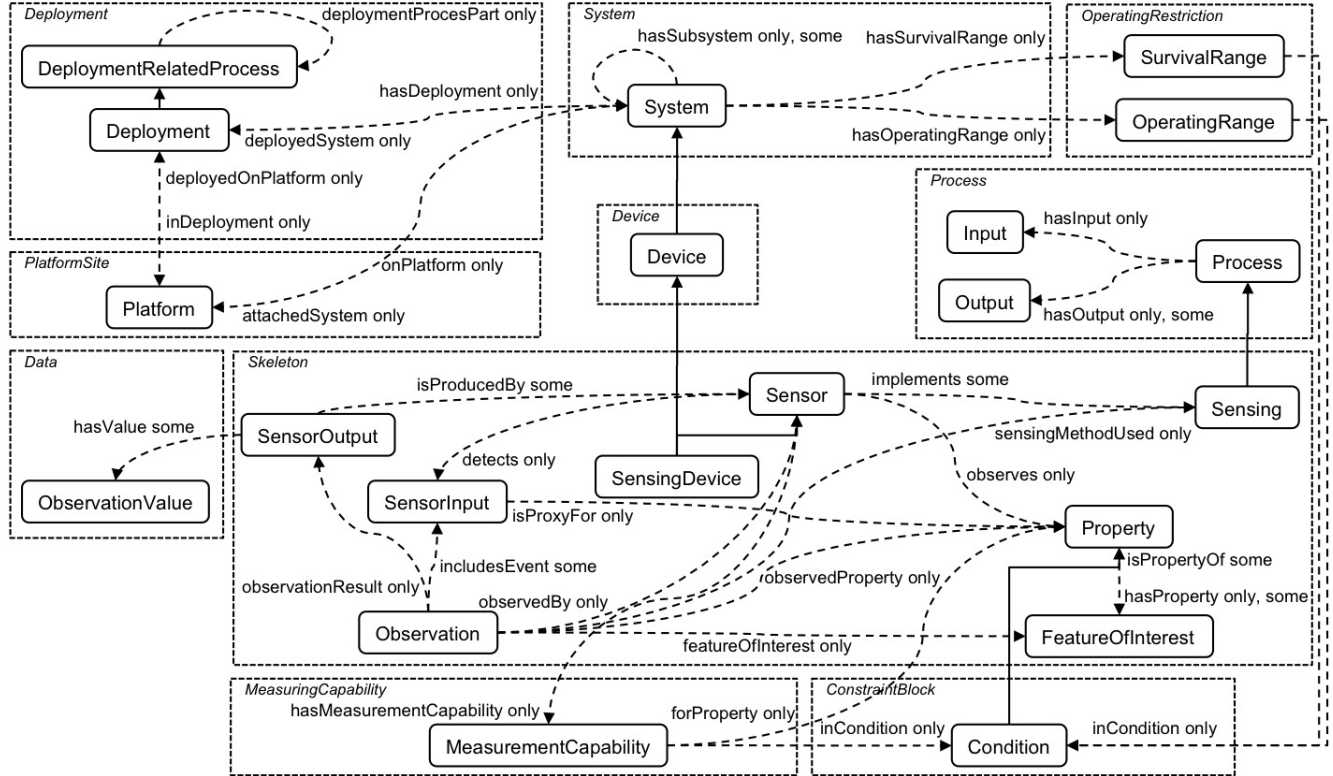 Deployment
deploymentProcesPart only
DeploymentRelatedProcess
Deployment
hasDeployment only
deployedSystem only
deployedOnPlatform only
inDeployment only
System
hasSubsystem only, some
System
hasSurvivalRange only
hasOperatingRange only
OperatingRestriction
SurvivalRange
OperatingRange
Device
Device
Process
Input
hasInput only
Process
Output
hasOutput only, some
PlatformSite
onPlatform only
Platform
attachedSystem only
Data
hasValue some
ObservationValue
Skeleton
isProducedBy some
Sensor
implements some
SensorOutput
Sensing
sensingMethodUsed only
detects only
SensingDevice
observes only
SensorInput
isProxyFor only
Property
isPropertyOf some
includesEvent some
observationResult only
observedProperty only
observedBy only
hasProperty only, some
Observation
featureOfInterest only
FeatureOfInterest
MeasuringCapability
hasMeasurementCapability only
forProperty only
MeasurementCapability
ConstraintBlock
inCondition only
Condition
inCondition only